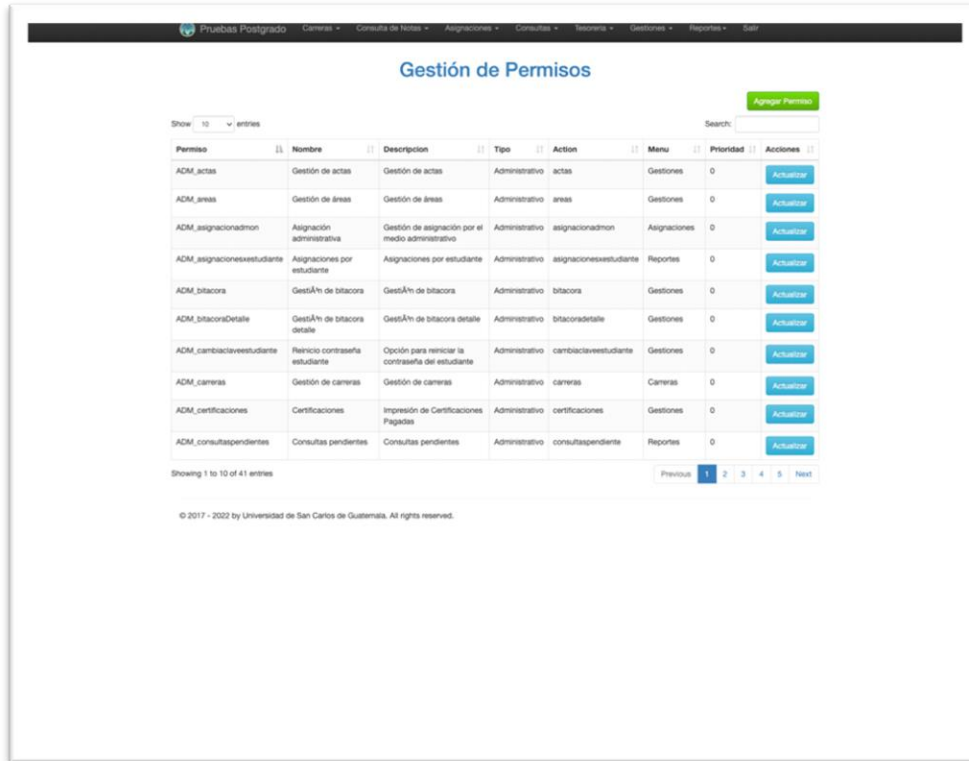 Pruebas Postgrado Carreras Consulta de Notas Asignaciones Consultas Tesorería Gestiones Reportes Salir
Gestión de Permisos
Agregar Permiso
Show 10 entries Search:
Permiso Nombre Descripcion Tipo Action Menu Prioridad Acciones
ADM_actas Gestión de actas Gestión de actas Administrativo actas Gestiones 0 Actualizar
ADM_areas Gestión de áreas Gestión de áreas Administrativo areas Gestiones 0 Actualizar
ADM_asignacionadmon Asignación Gestión de asignación por el Administrativo asignacionadmon Asignaciones 0 Actualizar
administrativa medio administrativo
ADM_asignacionesxestudiante Asignaciones por Asignaciones por estudiante Administrativo asignacionesxestudiante Reportes 0 Actualizar
estudiante
ADM_bitacora GestiÃ³n de bitacora GestiÃ³n de bitacora Administrativo bitacora Gestiones 0 Actualizar
ADM_bitacoraDetalle GestiÃ³n de bitacora GestiÃ³n de bitacora detalle Administrativo bitacoradetalle Gestiones 0 Actualizar
detalle
ADM_cambiaclaveestudiante Reinicio contraseña Opción para reiniciar la Administrativo cambiaclaveestudiante Gestiones 0 Actualizar
estudiante contraseña del estudiante
ADM_carreras Gestión de carreras Gestión de carreras Administrativo carreras Carreras 0 Actualizar
ADM_certificaciones Certificaciones Impresión de Certificaciones Administrativo certificaciones Gestiones 0 Actualizar
Pagadas
ADM_consultaspendientes Consultas pendientes Consultas pendientes Administrativo consultaspendiente Reportes 0 Actualizar
Showing 1 to 10 of 41 entries Previous 1 2 3 4 5 Next
© 2017 - 2022 by Universidad de San Carlos de Guatemala. All rights reserved.